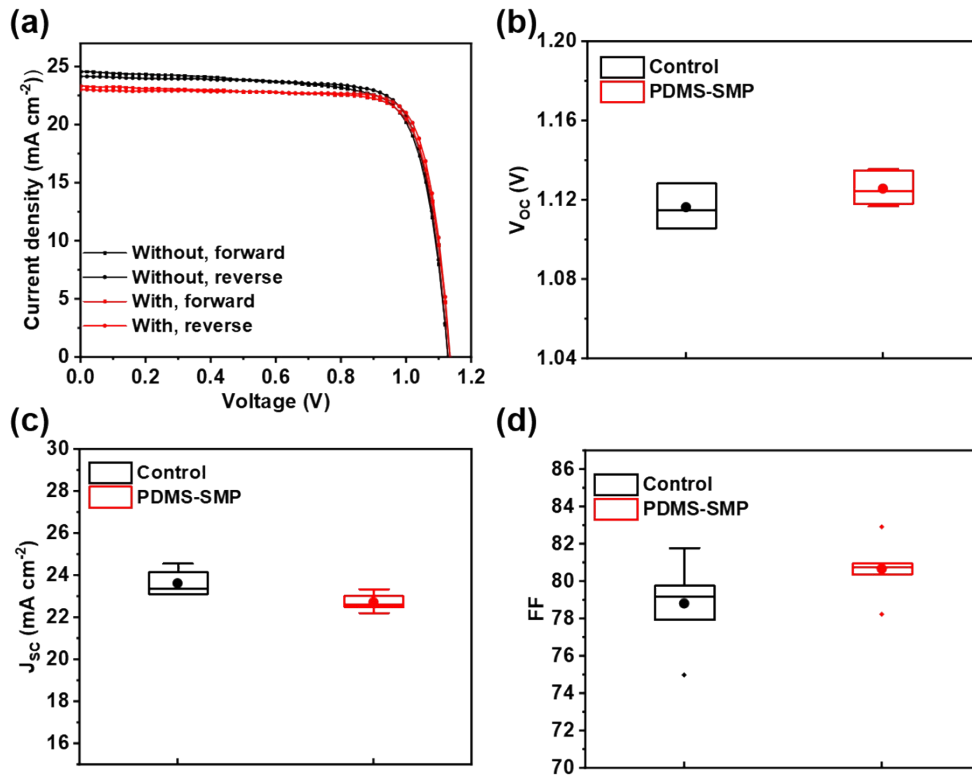 (a)
Current density (mA cm⁻²))
25
20
15
10
5
0
Without, forward
Without, reverse
With, forward
With, reverse
0.0 0.2 0.4 0.6 0.8 1.0 1.2
Voltage (V)
(b)
V_OC (V)
1.20
1.16
1.12
1.08
1.04
Control
PDMS-SMP
(c)
J_SC (mA cm⁻²)
30
28
26
24
22
20
18
16
Control
PDMS-SMP
(d)
FF
86
84
82
80
78
76
74
72
70
Control
PDMS-SMP